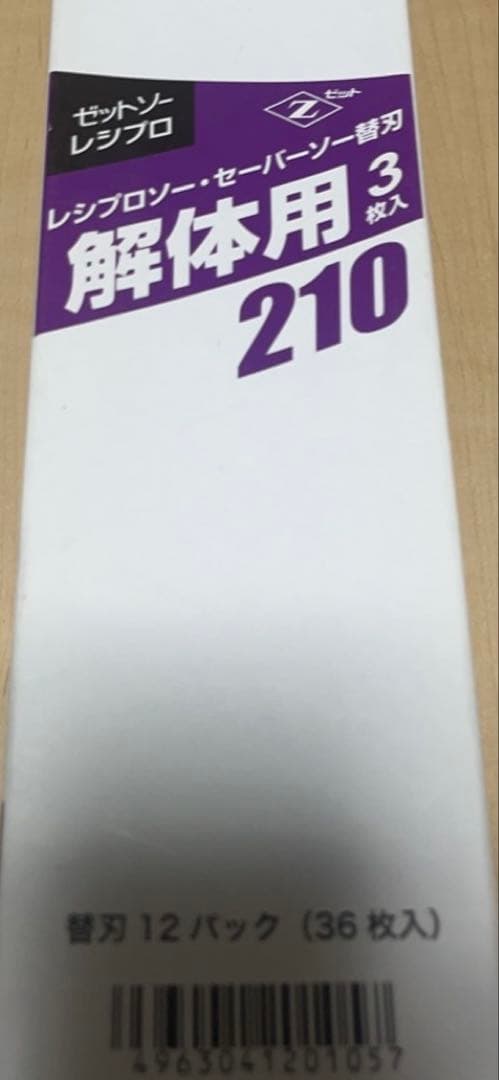 ゼットソー
レシプロ
ゼット
Z
レシプロソー・セーバーソー替刃
解体用
3
枚入
210
替刃 12 パック（36 枚入）
4963041201057